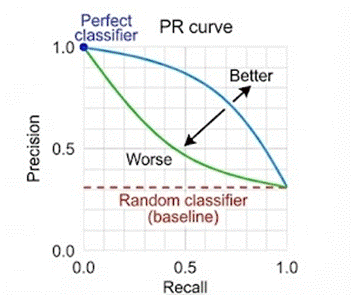 Perfect
classifier
PR curve
1.0
Better
Precision
0.5
Worse
Random classifier
(baseline)
0.0
0.0
0.5
1.0
Recall